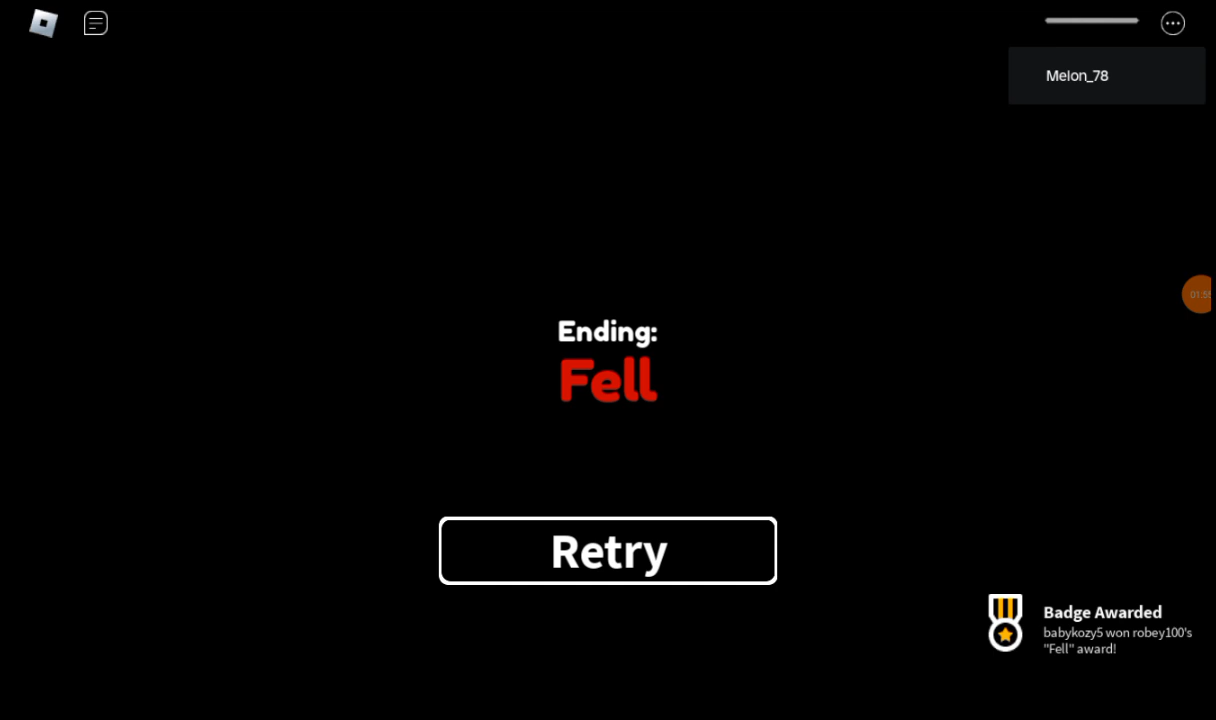 Melon_78
Ending:
Fell
Retry
Badge Awarded
babykozy5 won robey100's
"Fell" award!